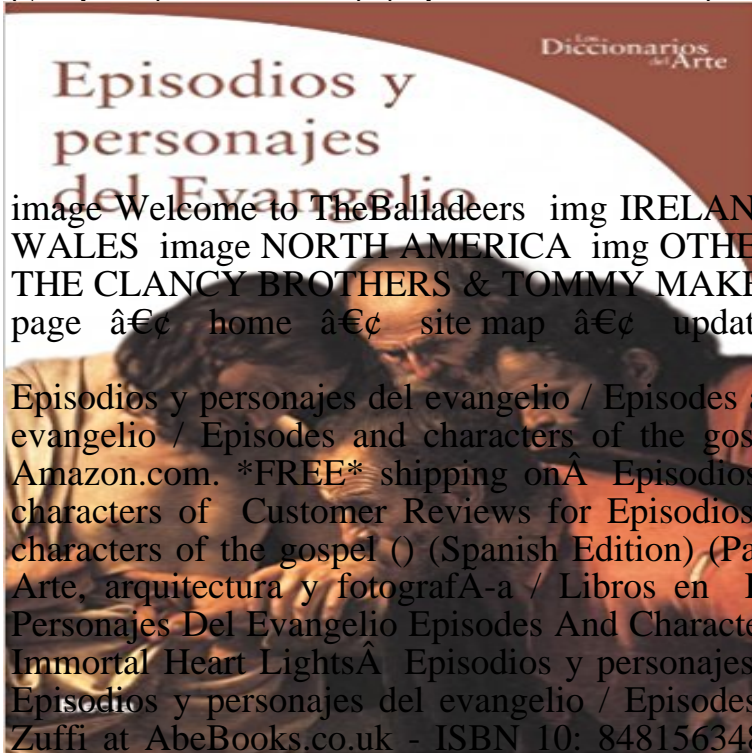 Los
Diccionarios
del Arte
Episodios y
personajes
del Evangelio
image Welcome to TheBalladeers img IRELAN
WALES image NORTH AMERICA img OTHE
THE CLANCY BROTHERS & TOMMY MAKE
page â€¢ home â€¢ site map â€¢ updat
Episodios y personajes del evangelio / Episodes a
evangelio / Episodes and characters of the gos
Amazon.com. *FREE* shipping onÂ Episodios
characters of Customer Reviews for Episodios
characters of the gospel () (Spanish Edition) (Pa
Arte, arquitectura y fotografÃ-a / Libros en
Personajes Del Evangelio Episodes And Characte
Immortal Heart LightsÂ Episodios y personajes
Episodios y personajes del evangelio / Episodes
Zuffi at AbeBooks.co.uk - ISBN 10: 84815634